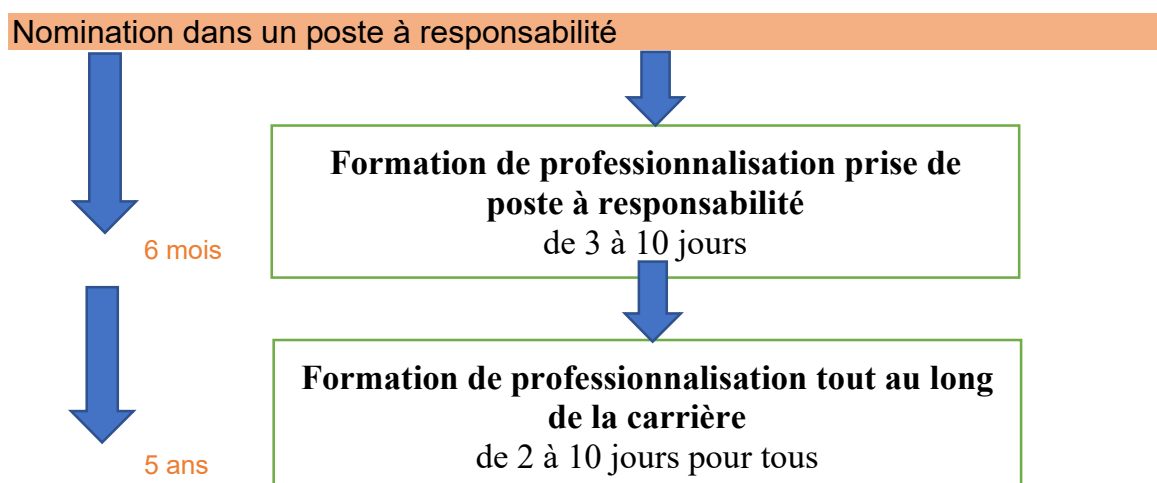 Nomination dans un poste à responsabilité
Formation de professionnalisation prise de
poste à responsabilité
de 3 à 10 jours
6 mois
Formation de professionnalisation tout au long
de la carrière
de 2 à 10 jours pour tous
5 ans